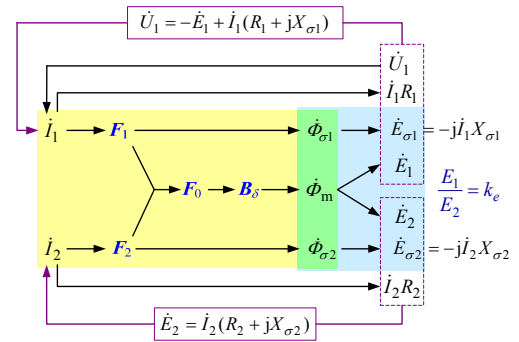 U̇₁ = −Ė₁ + İ₁(R₁ + jXσ₁)
U̇₁
İ₁R₁
İ₁ F₁ Φ̇σ₁ Ėσ₁ = −jİ₁Xσ₁
Ė₁
F₀ Bδ Φ̇m E₁/E₂ = kₑ
Ė₂
İ₂ F₂ Φ̇σ₂ Ėσ₂ = −jİ₂Xσ₂
İ₂R₂
Ė₂ = İ₂(R₂ + jXσ₂)